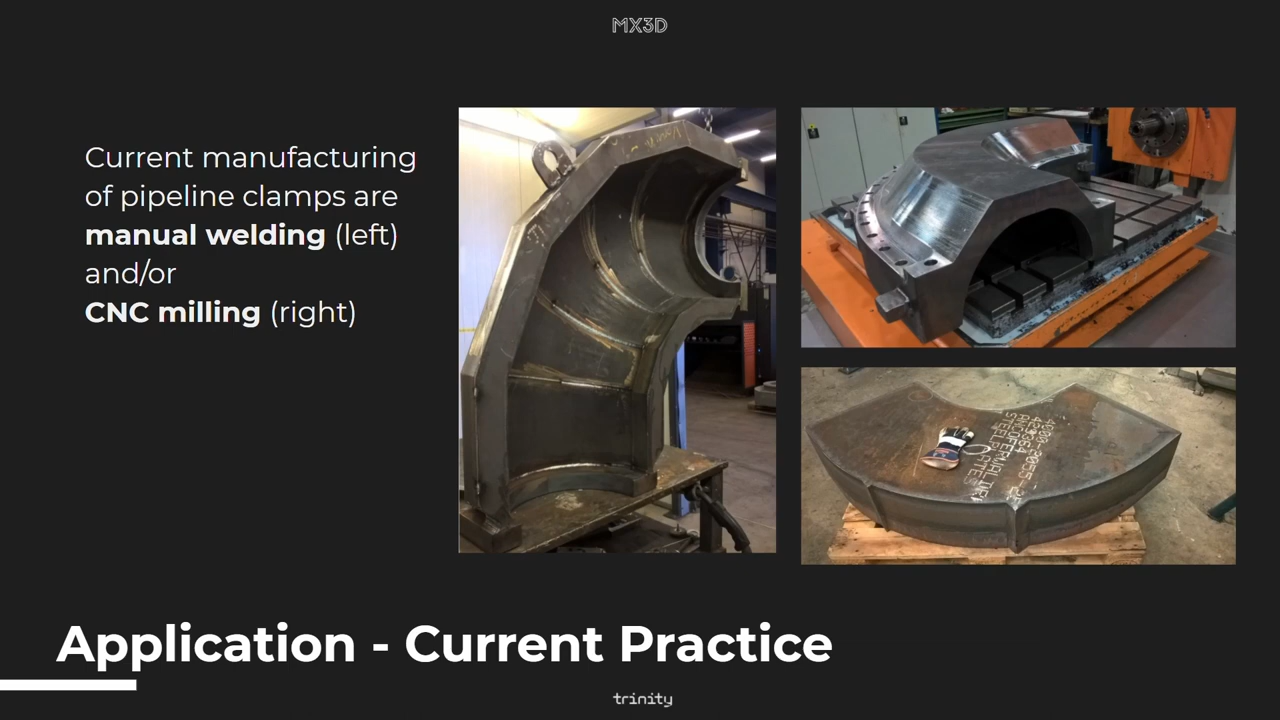 MX3D
Current manufacturing
of pipeline clamps are
manual welding (left)
and/or
CNC milling (right)
Application - Current Practice
trinity